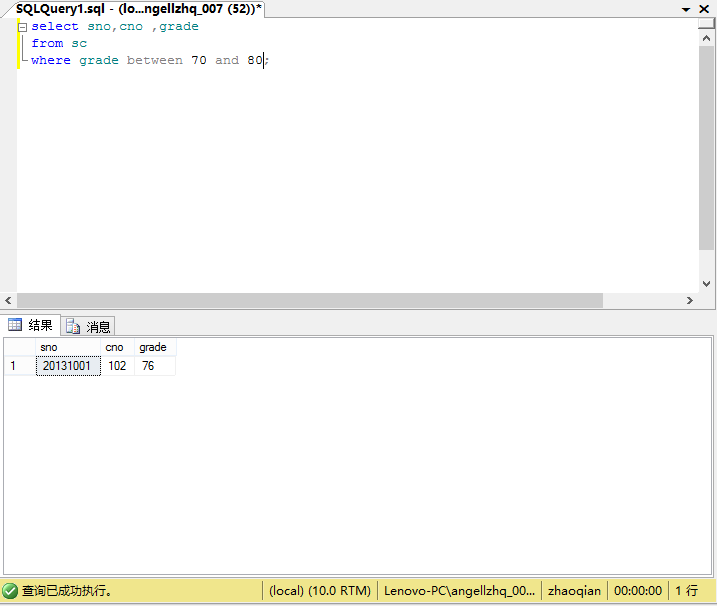 SQLQuery1.sql - (lo...ngellzhq_007 (52))*
select sno,cno ,grade
from sc
where grade between 70 and 80;
结果 消息
sno cno grade
1 20131001 102 76
查询已成功执行。 (local) (10.0 RTM) Lenovo-PC\angellzhq_00... zhaoqian 00:00:00 1 行